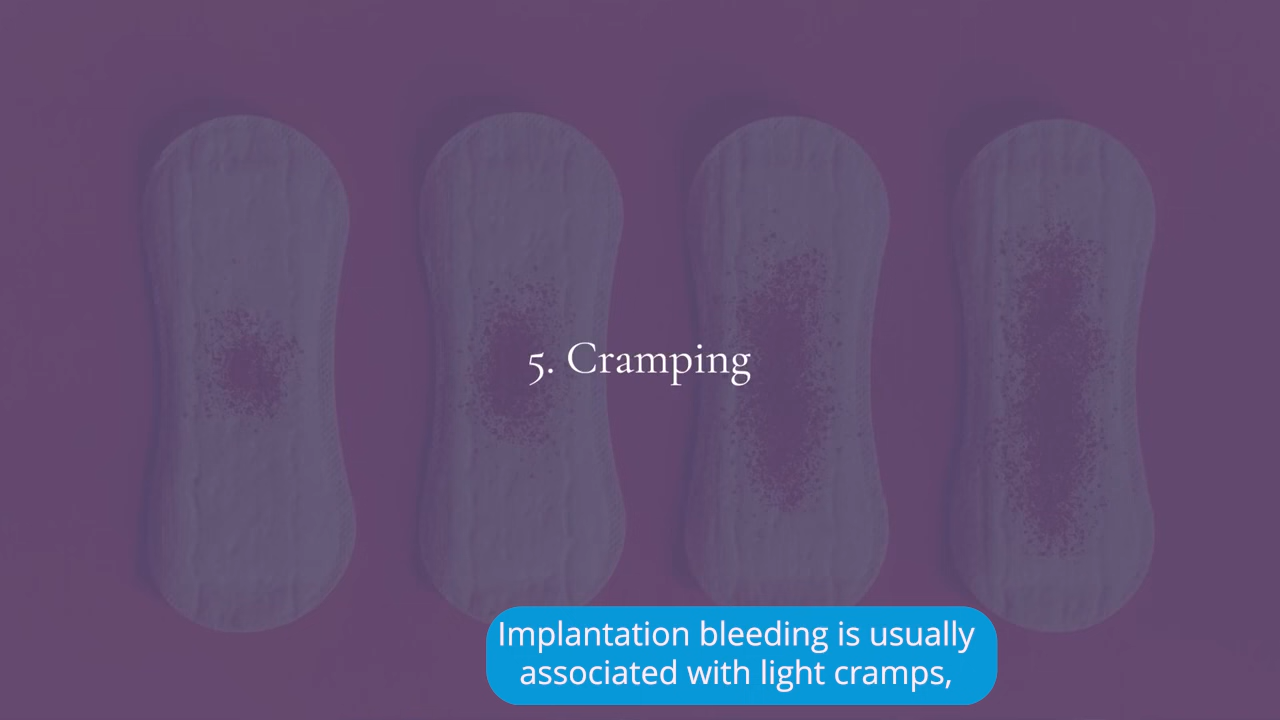 5. Cramping
Implantation bleeding is usually
associated with light cramps,